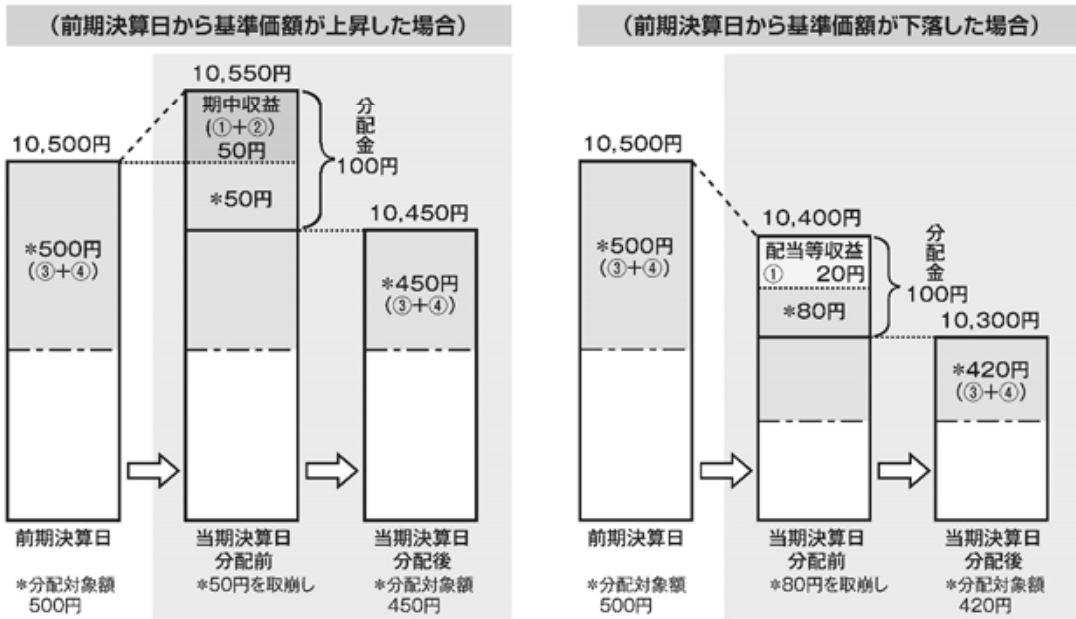 (前期決算日から基準価額が上昇した場合)
10,550円
期中収益
(①+②)
50円
*50円
分配金
100円
10,500円
*500円
(③+④)
10,450円
*450円
(③+④)
前期決算日
当期決算日
分配前
当期決算日
分配後
*分配対象額
500円
*50円を取崩し
*分配対象額
450円
(前期決算日から基準価額が下落した場合)
10,500円
*500円
(③+④)
10,400円
配当等収益
① 20円
*80円
分配金
100円
10,300円
*420円
(③+④)
前期決算日
当期決算日
分配前
当期決算日
分配後
*分配対象額
500円
*80円を取崩し
*分配対象額
420円